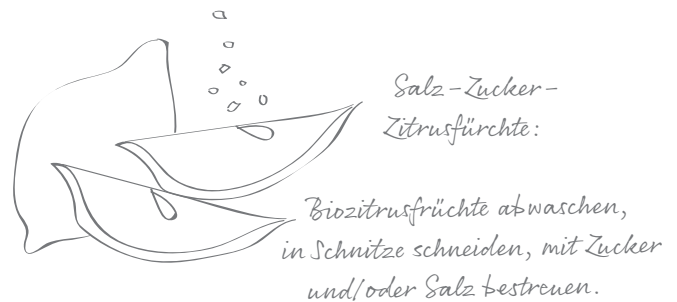 Salz-Zucker-
Zitrusfürchte:
Biozitrusfrüchte abwaschen,
in Schnitze schneiden, mit Zucker
und/oder Salz bestreuen.